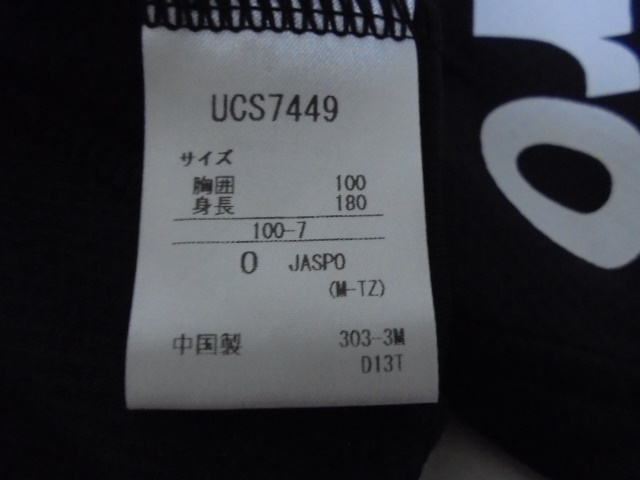 UCS7449
サイズ
胸囲 100
身長 180
100-7
O JASPO
(M-TZ)
中国製 303-3M
D13T